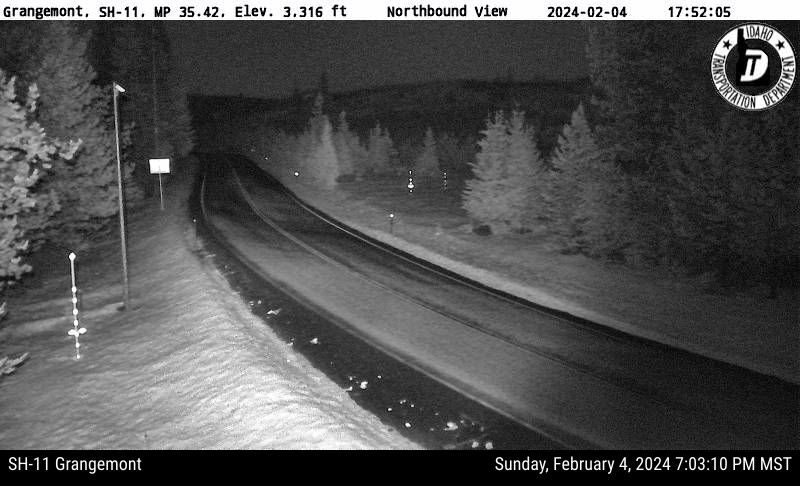 Grangemont, SH-11, MP 35.42, Elev. 3,316 ft Northbound View 2024-02-04 17:52:05
IDAHO
TRANSPORTATION DEPARTMENT
SH-11 Grangemont Sunday, February 4, 2024 7:03:10 PM MST